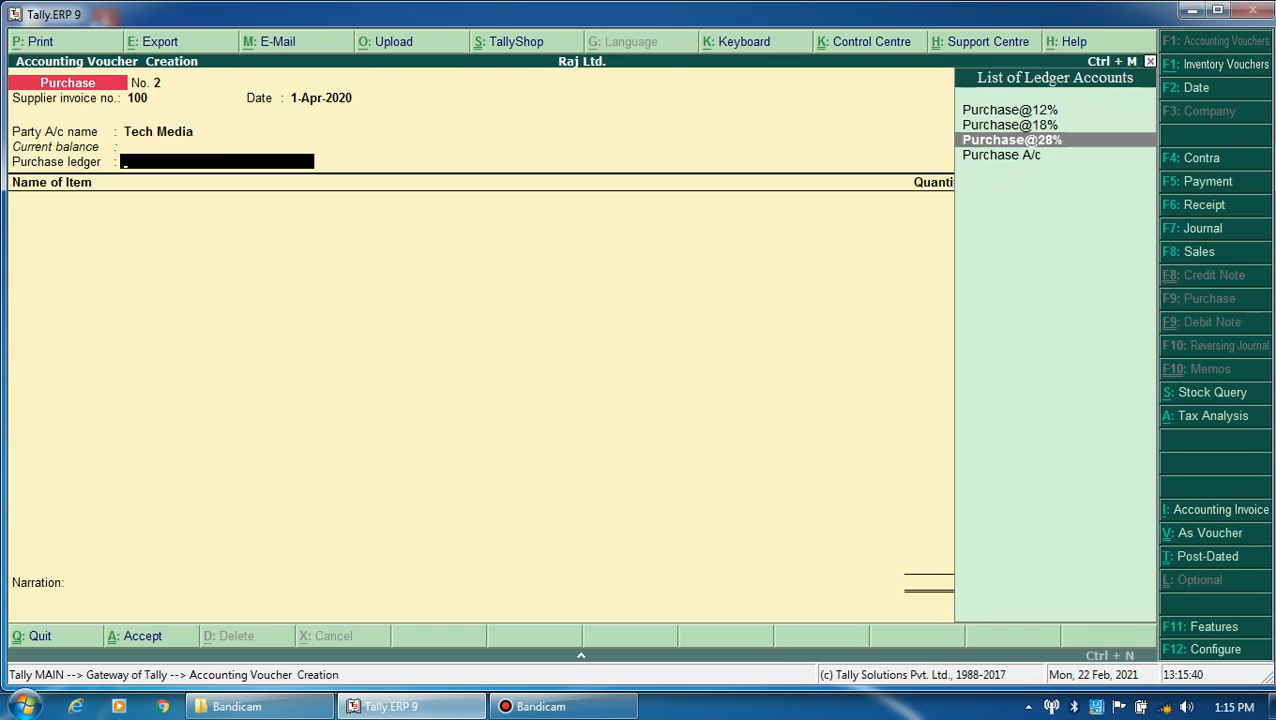 Tally.ERP 9
P: Print E: Export M: E-Mail O: Upload S: TallyShop G: Language K: Keyboard K: Control Centre H: Support Centre H: Help
Accounting Voucher Creation Raj Ltd. Ctrl + M
Purchase No. 2
Supplier invoice no.: 100 Date : 1-Apr-2020
Party A/c name : Tech Media
Current balance :
Purchase ledger :
Name of Item Quanti
Narration:
List of Ledger Accounts
Purchase@12%
Purchase@18%
Purchase@28%
Purchase A/c
F1: Accounting Vouchers
F1: Inventory Vouchers
F2: Date
F3: Company
F4: Contra
F5: Payment
F6: Receipt
F7: Journal
F8: Sales
F8: Credit Note
F9: Purchase
F9: Debit Note
F10: Reversing Journal
F10: Memos
S: Stock Query
A: Tax Analysis
I: Accounting Invoice
V: As Voucher
T: Post-Dated
L: Optional
F11: Features
F12: Configure
Q: Quit A: Accept D: Delete X: Cancel
Ctrl + N
Tally MAIN --> Gateway of Tally --> Accounting Voucher Creation (c) Tally Solutions Pvt. Ltd., 1988-2017 Mon, 22 Feb, 2021 13:15:40
Bandicam Tally.ERP 9 Bandicam 1:15 PM